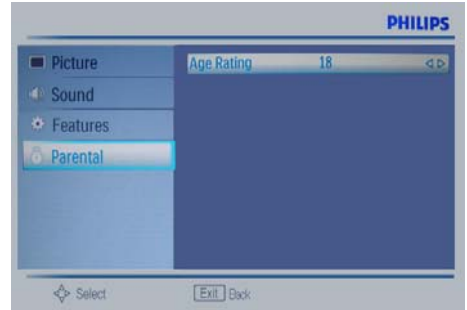 PHILIPS
Picture
Age Rating 18
Sound
Features
Parental
Select
Exit Back